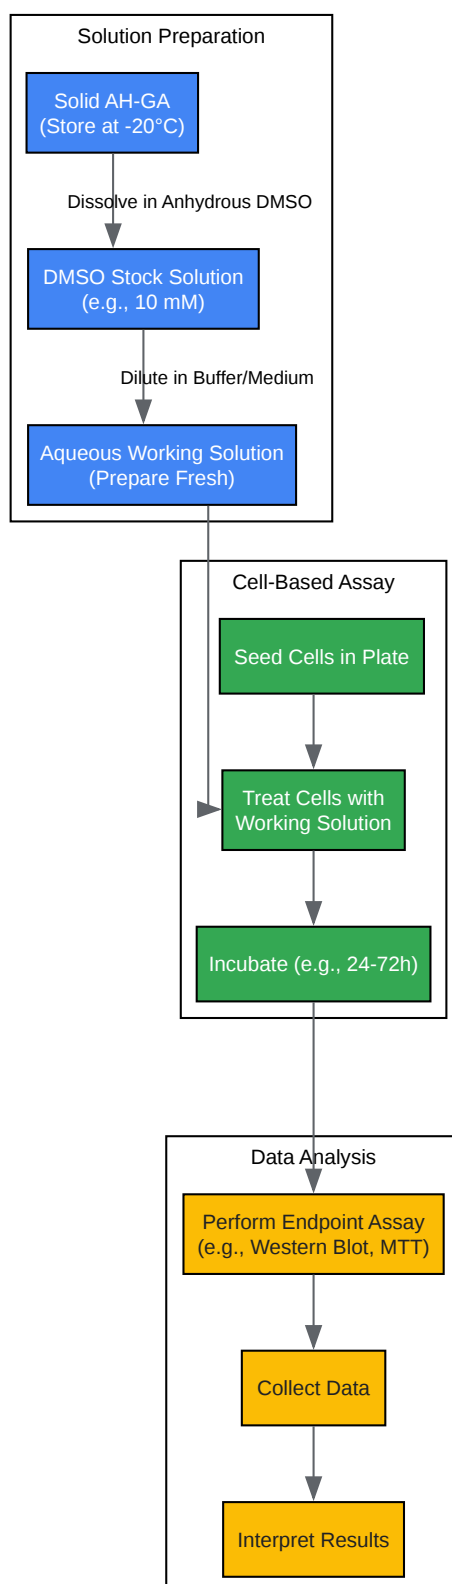 Solution Preparation
Solid AH-GA
(Store at -20°C)
Dissolve in Anhydrous DMSO
DMSO Stock Solution
(e.g., 10 mM)
Dilute in Buffer/Medium
Aqueous Working Solution
(Prepare Fresh)
Cell-Based Assay
Seed Cells in Plate
Treat Cells with
Working Solution
Incubate (e.g., 24-72h)
Data Analysis
Perform Endpoint Assay
(e.g., Western Blot, MTT)
Collect Data
Interpret Results